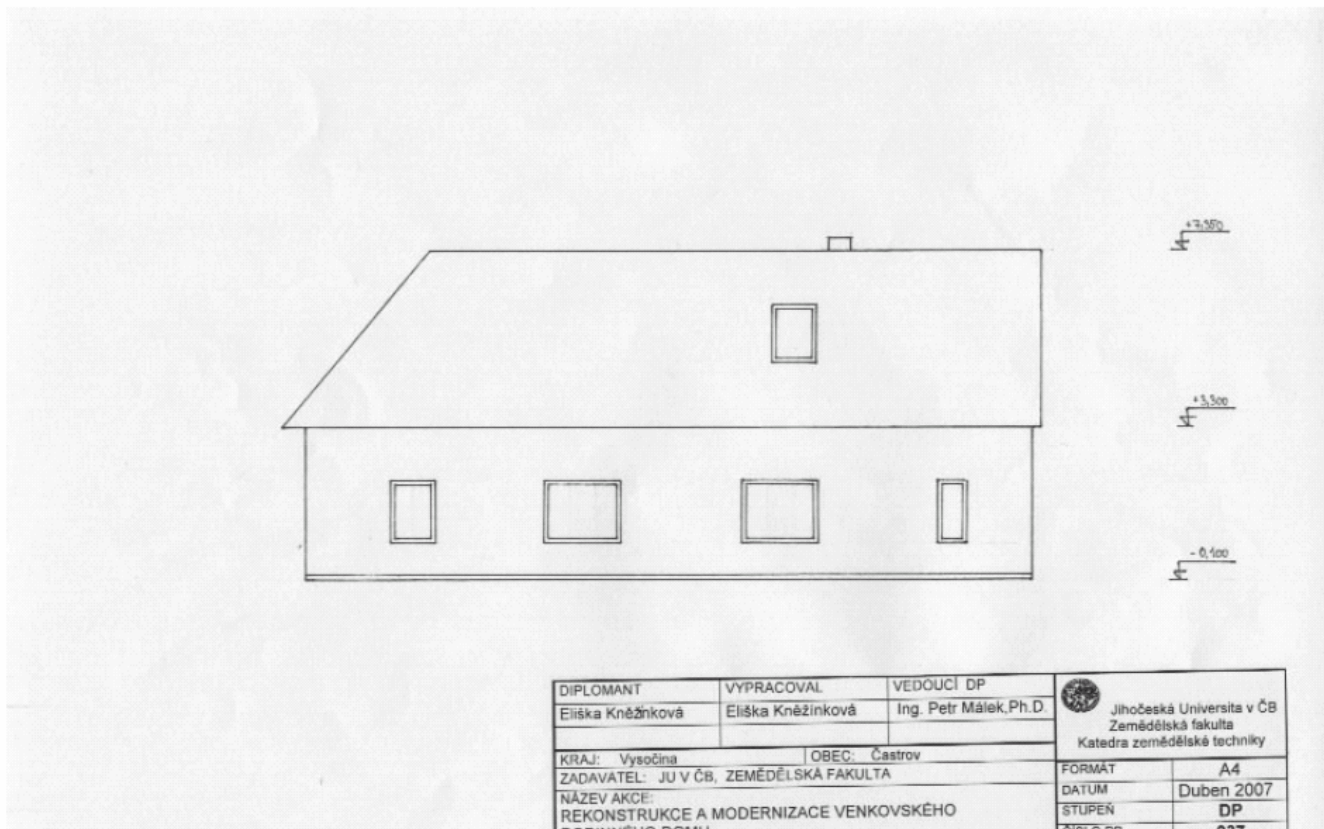 +7,350
+3,300
-0,100
DIPLOMANT
VYPRACOVAL
VEDOUCÍ DP
Eliška Kněžínková
Eliška Kněžínková
Ing. Petr Málek,Ph.D.
Jihočeská Universita v ČB
Zemědělská fakulta
Katedra zemědělské techniky
KRAJ: Vysočina
OBEC: Častrov
ZADAVATEL: JU V ČB, ZEMĚDĚLSKÁ FAKULTA
FORMÁT
A4
DATUM
Duben 2007
NÁZEV AKCE:
STUPEŇ
DP
REKONSTRUKCE A MODERNIZACE VENKOVSKÉHO